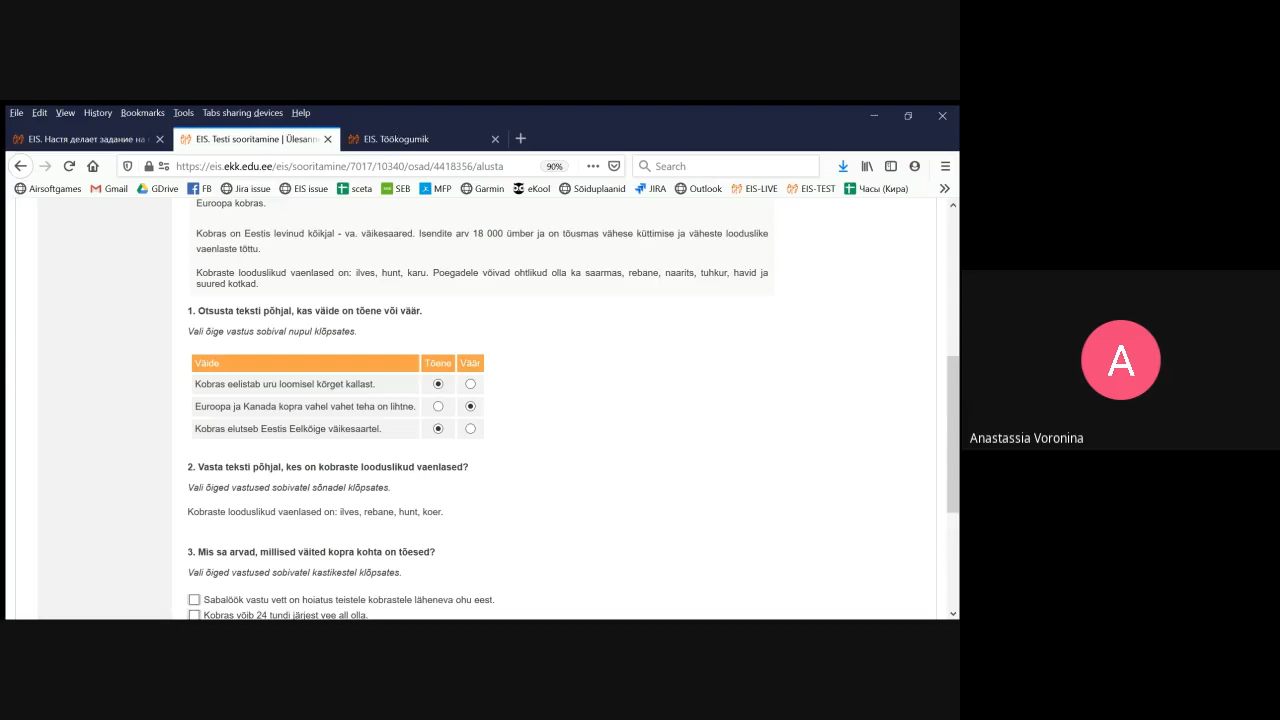 File Edit View History Bookmarks Tools Tabs sharing devices Help
EIS. Настя делает задание на EIS. Testi sooritamine | Ülesann EIS. Töökogumik
https://eis.ekk.edu.ee/eis/sooritamine/7017/10340/osad/4418356/alusta 90% Search
Airsoftgames Gmail GDrive FB Jira issue EIS issue sceta SEB MFP Garmin eKool Sõiduplaanid JIRA Outlook EIS-LIVE EIS-TEST Часы (Кира)
Euroopa kobras.
Kobras on Eestis levinud kõikjal - va. väikesaared. Isendite arv 18 000 ümber ja on tõusmas vähese küttimise ja väheste looduslike
vaenlaste tõttu.
Kobraste looduslikud vaenlased on: ilves, hunt, karu. Poegadele võivad ohtlikud olla ka saarmas, rebane, naarits, tuhkur, havid ja
suured kotkad.
1. Otsusta teksti põhjal, kas väide on tõene või väär.
Vali õige vastus sobival nupul klõpsates.
Väide Tõene Väär
Kobras eelistab uru loomisel kõrget kallast.
Euroopa ja Kanada kopra vahel vahet teha on lihtne.
Kobras elutseb Eestis Eelkõige väikesaartel.
2. Vasta teksti põhjal, kes on kobraste looduslikud vaenlased?
Vali õiged vastused sobivatel sõnadel klõpsates.
Kobraste looduslikud vaenlased on: ilves, rebane, hunt, koer.
3. Mis sa arvad, millised väited kopra kohta on tõesed?
Vali õiged vastused sobivatel kastikestel klõpsates.
Sabalöök vastu vett on hoiatus teistele kobrastele läheneva ohu eest.
Kobras võib 24 tundi järjest vee all olla.
A
Anastassia Voronina